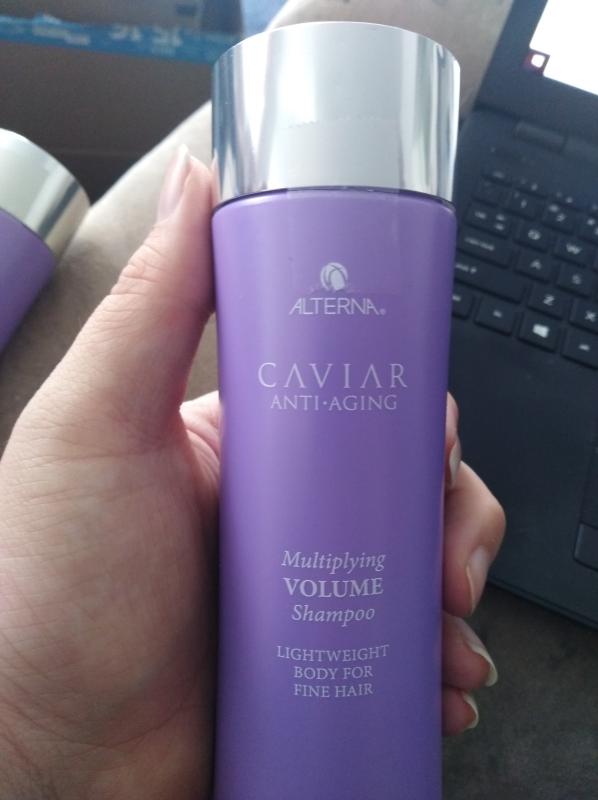 ALTERNA®
CAVIAR
ANTI·AGING
Multiplying
VOLUME
Shampoo
LIGHTWEIGHT
BODY FOR
FINE HAIR
Q
W
A
S
Z
X